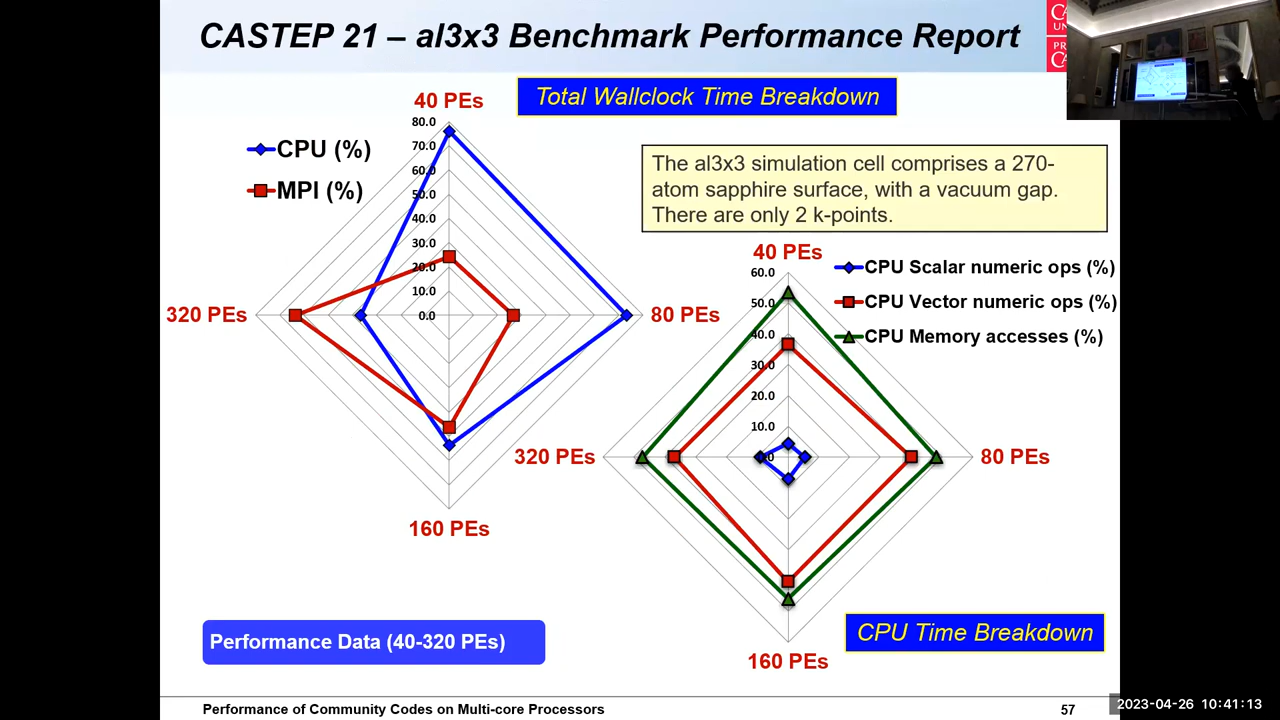 CASTEP 21 – al3x3 Benchmark Performance Report
Total Wallclock Time Breakdown
40 PEs
80.0
70.0
60.0
50.0
40.0
30.0
20.0
10.0
0.0
CPU (%)
MPI (%)
320 PEs
80 PEs
160 PEs
The al3x3 simulation cell comprises a 270-
atom sapphire surface, with a vacuum gap.
There are only 2 k-points.
40 PEs
60.0
50.0
40.0
30.0
20.0
10.0
CPU Scalar numeric ops (%)
CPU Vector numeric ops (%)
CPU Memory accesses (%)
320 PEs
80 PEs
160 PEs
Performance Data (40-320 PEs)
CPU Time Breakdown
Performance of Community Codes on Multi-core Processors
57
2023-04-26 10:41:13